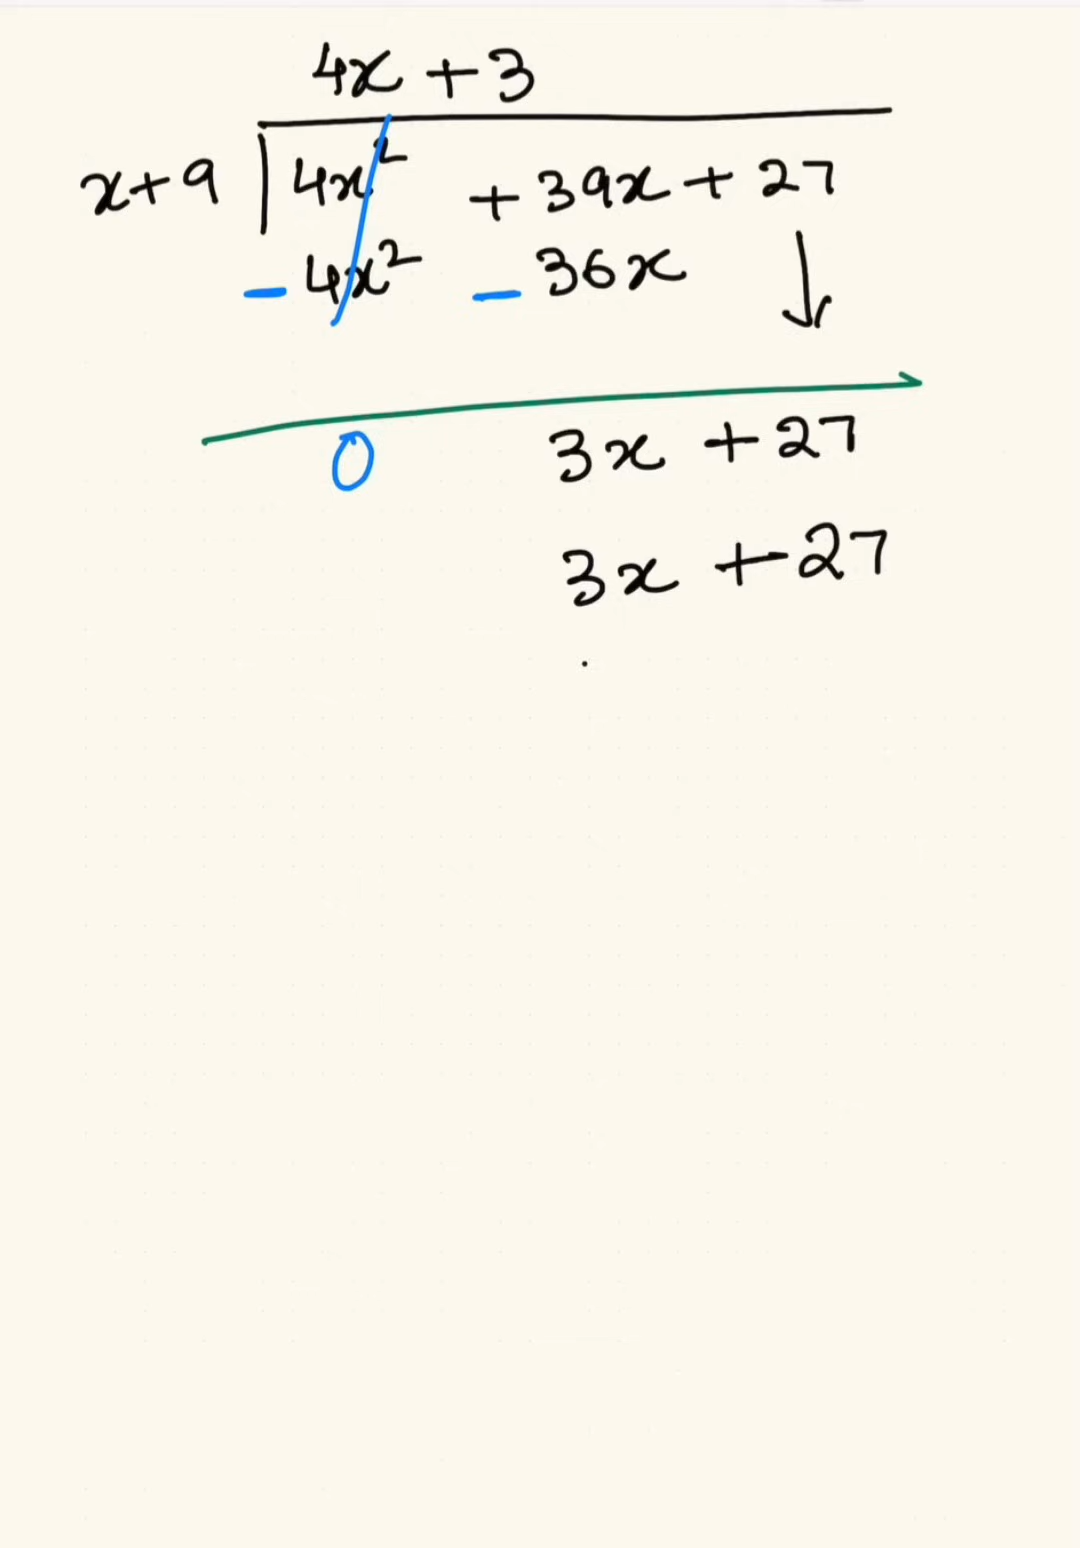 4x + 3
x+9 | 4x² + 39x + 27
- 4x² - 36x
0 3x + 27
3x + 27